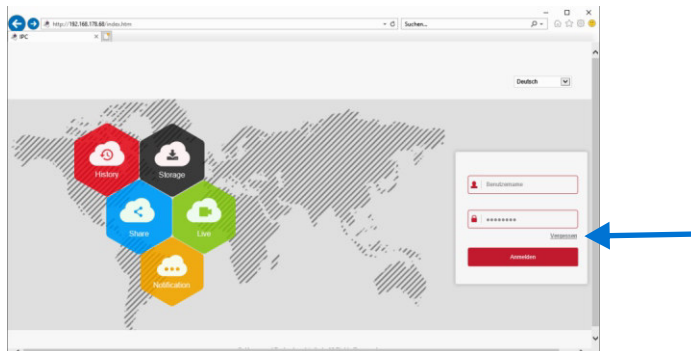 http://192.168.178.68/index.htm
Suchen...
IPC
Deutsch
History
Storage
Share
Live
Notification
Benutzername
Vergessen
Anmelden